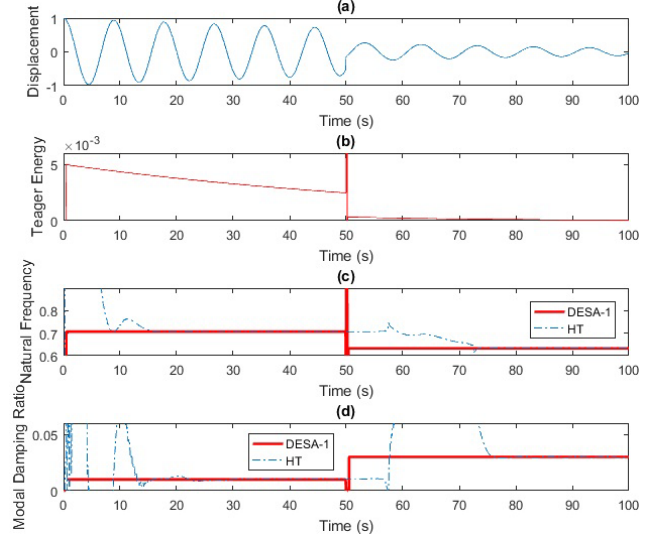 (a)
Displacement
1
0
-1
0 10 20 30 40 50 60 70 80 90 100
Time (s)
(b)
×10⁻³
Teager Energy
5
0
0 10 20 30 40 50 60 70 80 90 100
Time (s)
(c)
Natural Frequency
0.8
0.7
0.6
DESA-1
HT
0 10 20 30 40 50 60 70 80 90 100
Time (s)
(d)
Modal Damping Ratio
0.05
0
DESA-1
HT
0 10 20 30 40 50 60 70 80 90 100
Time (s)